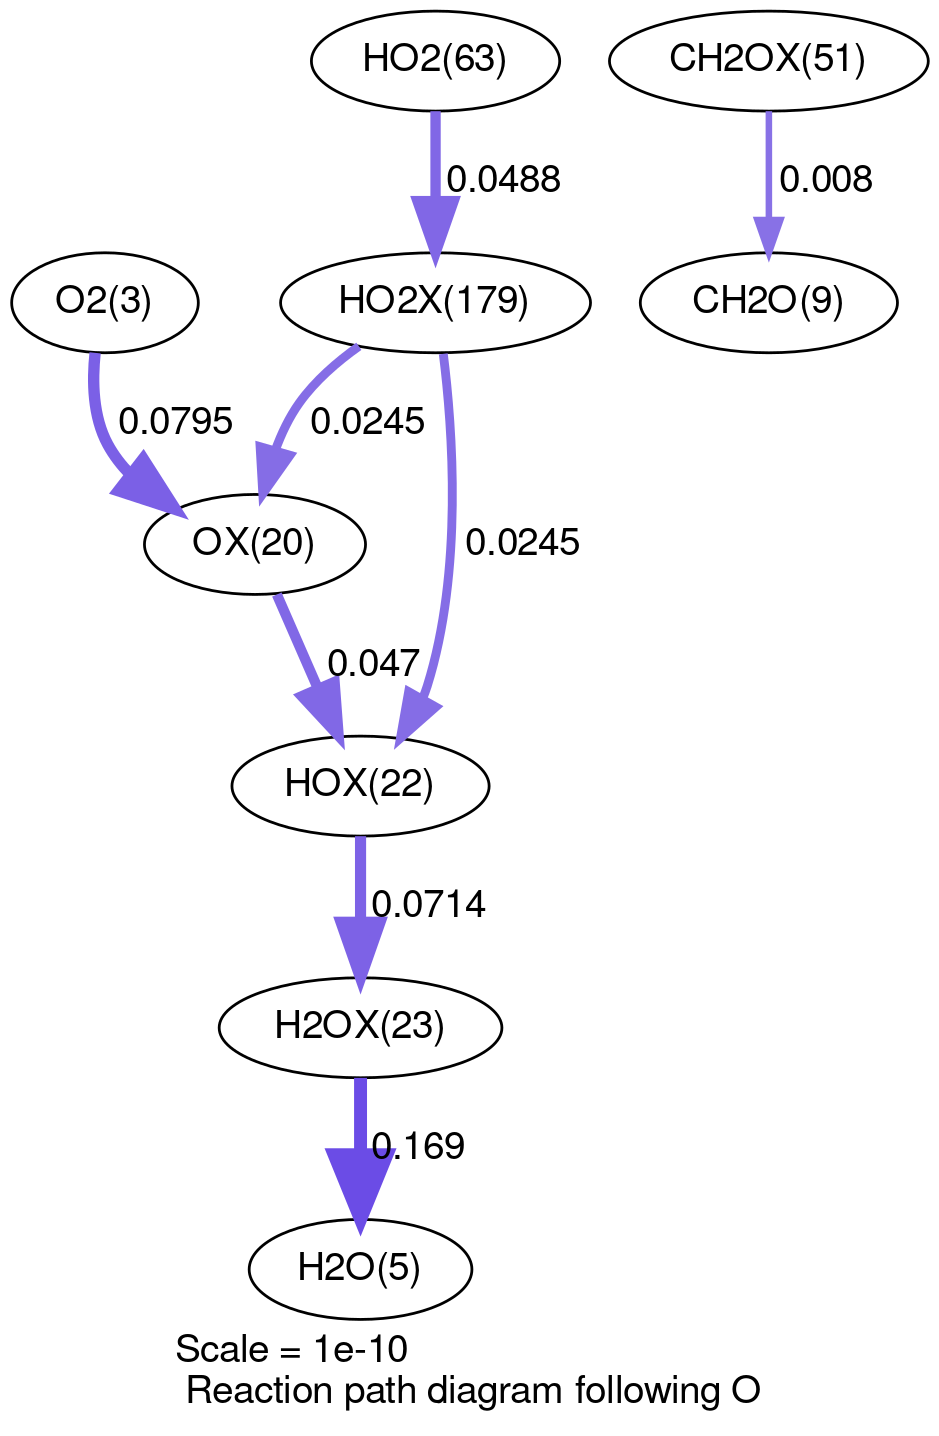 HO2(63)
CH2OX(51)
0.0488
0.008
O2(3)
HO2X(179)
CH2O(9)
0.0795
0.0245
OX(20)
0.0245
0.047
HOX(22)
0.0714
H2OX(23)
0.169
H2O(5)
Scale = 1e-10
Reaction path diagram following O